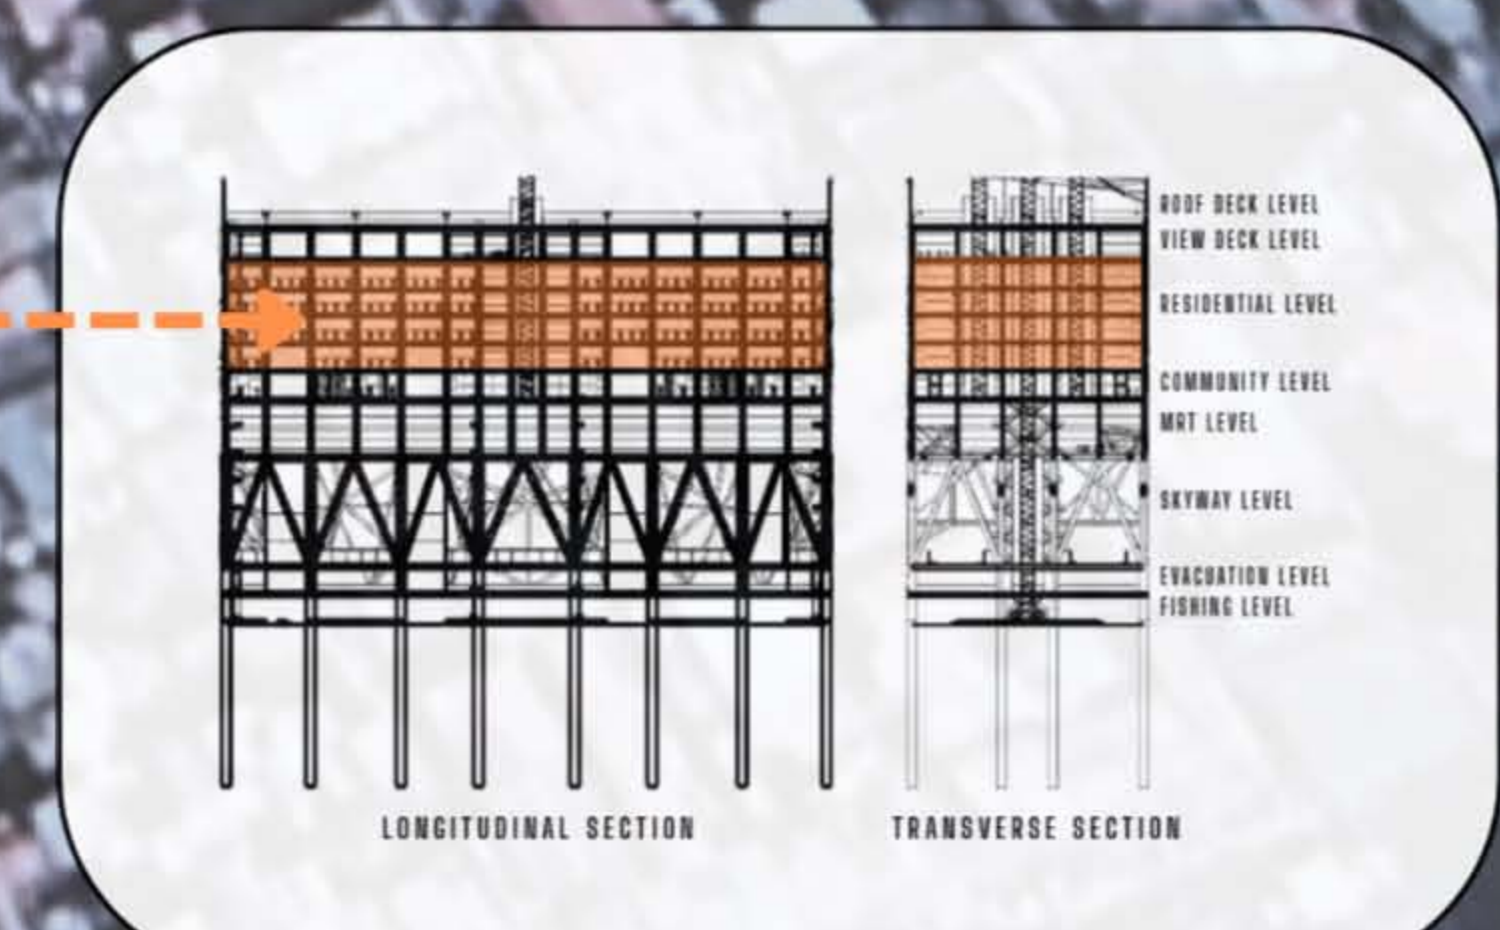 ROOF DECK LEVEL
VIEW DECK LEVEL
RESIDENTIAL LEVEL
COMMUNITY LEVEL
MRT LEVEL
SKYWAY LEVEL
EVACUATION LEVEL
FISHING LEVEL
LONGITUDINAL SECTION
TRANSVERSE SECTION